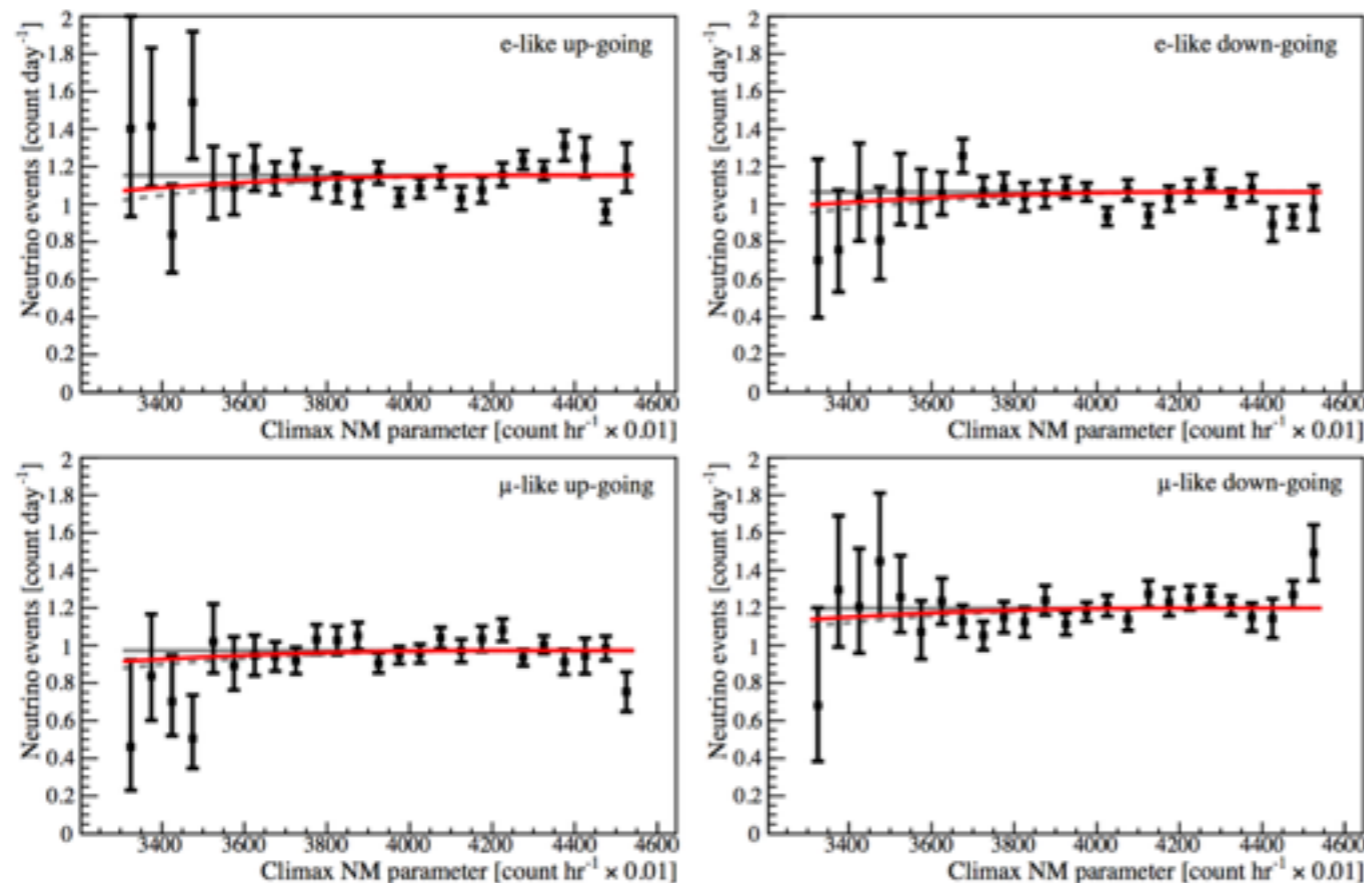 Neutrino events [count day⁻¹]
2
1.8
1.6
1.4
1.2
1
0.8
0.6
0.4
0.2
0
e-like up-going
3400 3600 3800 4000 4200 4400 4600
Climax NM parameter [count hr⁻¹ × 0.01]
Neutrino events [count day⁻¹]
2
1.8
1.6
1.4
1.2
1
0.8
0.6
0.4
0.2
0
e-like down-going
3400 3600 3800 4000 4200 4400 4600
Climax NM parameter [count hr⁻¹ × 0.01]
Neutrino events [count day⁻¹]
2
1.8
1.6
1.4
1.2
1
0.8
0.6
0.4
0.2
0
μ-like up-going
3400 3600 3800 4000 4200 4400 4600
Climax NM parameter [count hr⁻¹ × 0.01]
Neutrino events [count day⁻¹]
2
1.8
1.6
1.4
1.2
1
0.8
0.6
0.4
0.2
0
μ-like down-going
3400 3600 3800 4000 4200 4400 4600
Climax NM parameter [count hr⁻¹ × 0.01]